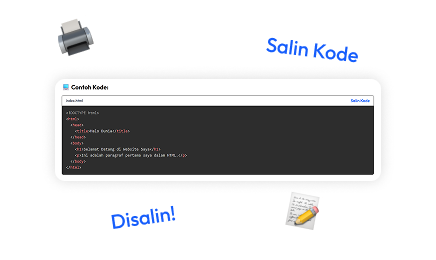 Salin Kode
Contoh Kode:
index.html Salin Kode
<!DOCTYPE html>
<html>
<head>
<title>Halo Dunia</title>
</head>
<body>
<h1>Selamat Datang di Website Saya</h1>
<p>Ini adalah paragraf pertama saya dalam HTML.</p>
</body>
</html>
Disalin!